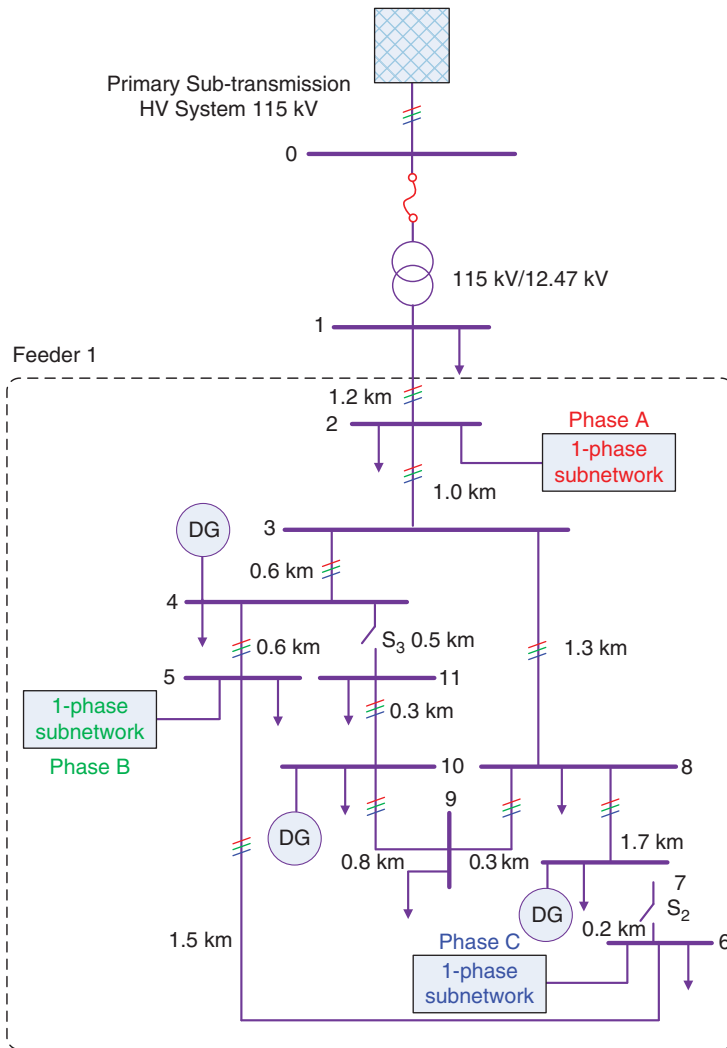 Primary Sub-transmission
HV System 115 kV
0
115 kV/12.47 kV
1
Feeder 1
1.2 km
2
Phase A
1-phase
subnetwork
1.0 km
DG
3
0.6 km
4
0.6 km
S₃ 0.5 km
1.3 km
5
11
1-phase
subnetwork
Phase B
0.3 km
10
8
9
DG
0.8 km
0.3 km
1.7 km
DG
7
S₂
0.2 km
1.5 km
Phase C
6
1-phase
subnetwork